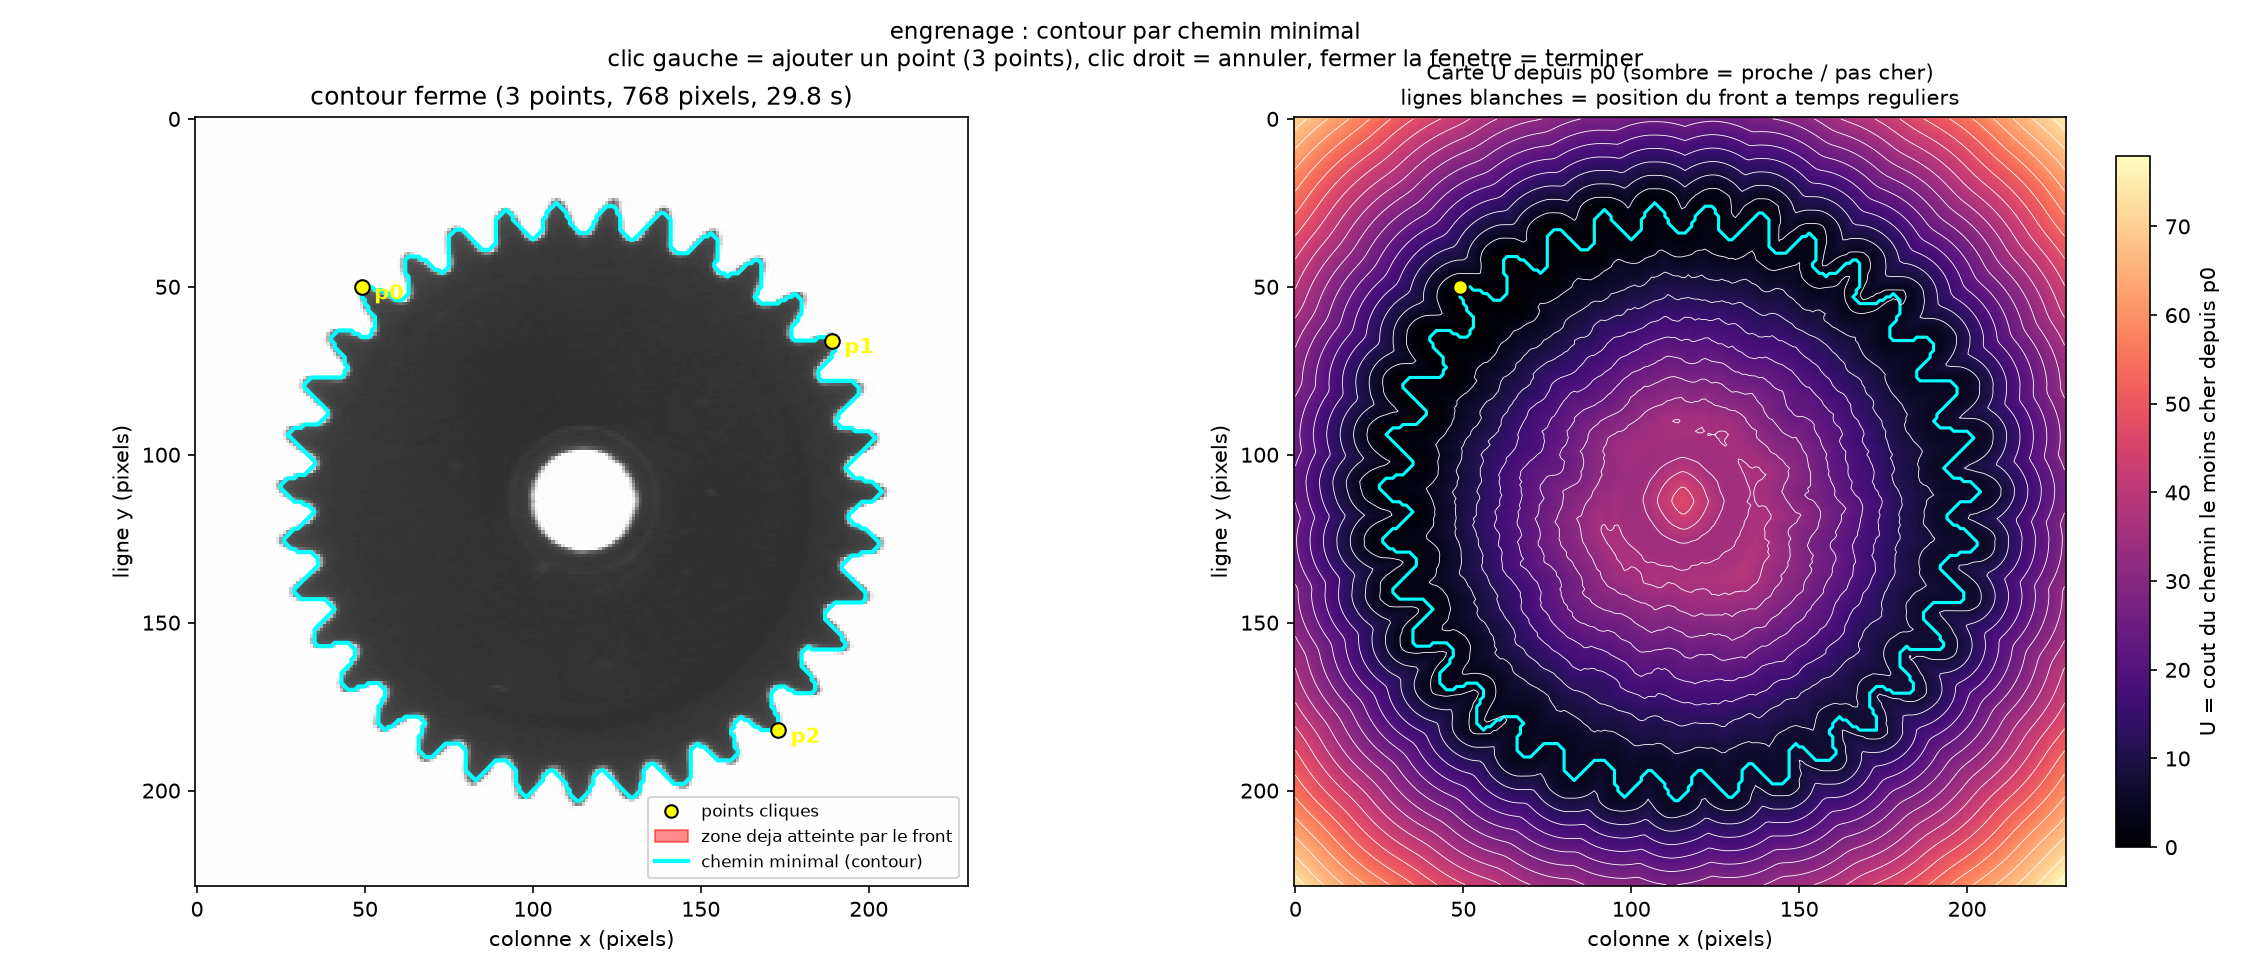 engrenage : contour par chemin minimal
clic gauche = ajouter un point (3 points), clic droit = annuler, fermer la fenetre = terminer
contour ferme (3 points, 768 pixels, 29.8 s)
0
50
100
150
200
ligne y (pixels)
p0
p1
p2
points cliques
zone deja atteinte par le front
chemin minimal (contour)
0
50
100
150
200
colonne x (pixels)
Carte U depuis p0 (sombre = proche / pas cher)
lignes blanches = position du front a temps reguliers
0
50
100
150
200
ligne y (pixels)
0
50
100
150
200
colonne x (pixels)
70
60
50
40
30
20
10
0
U = cout du chemin le moins cher depuis p0